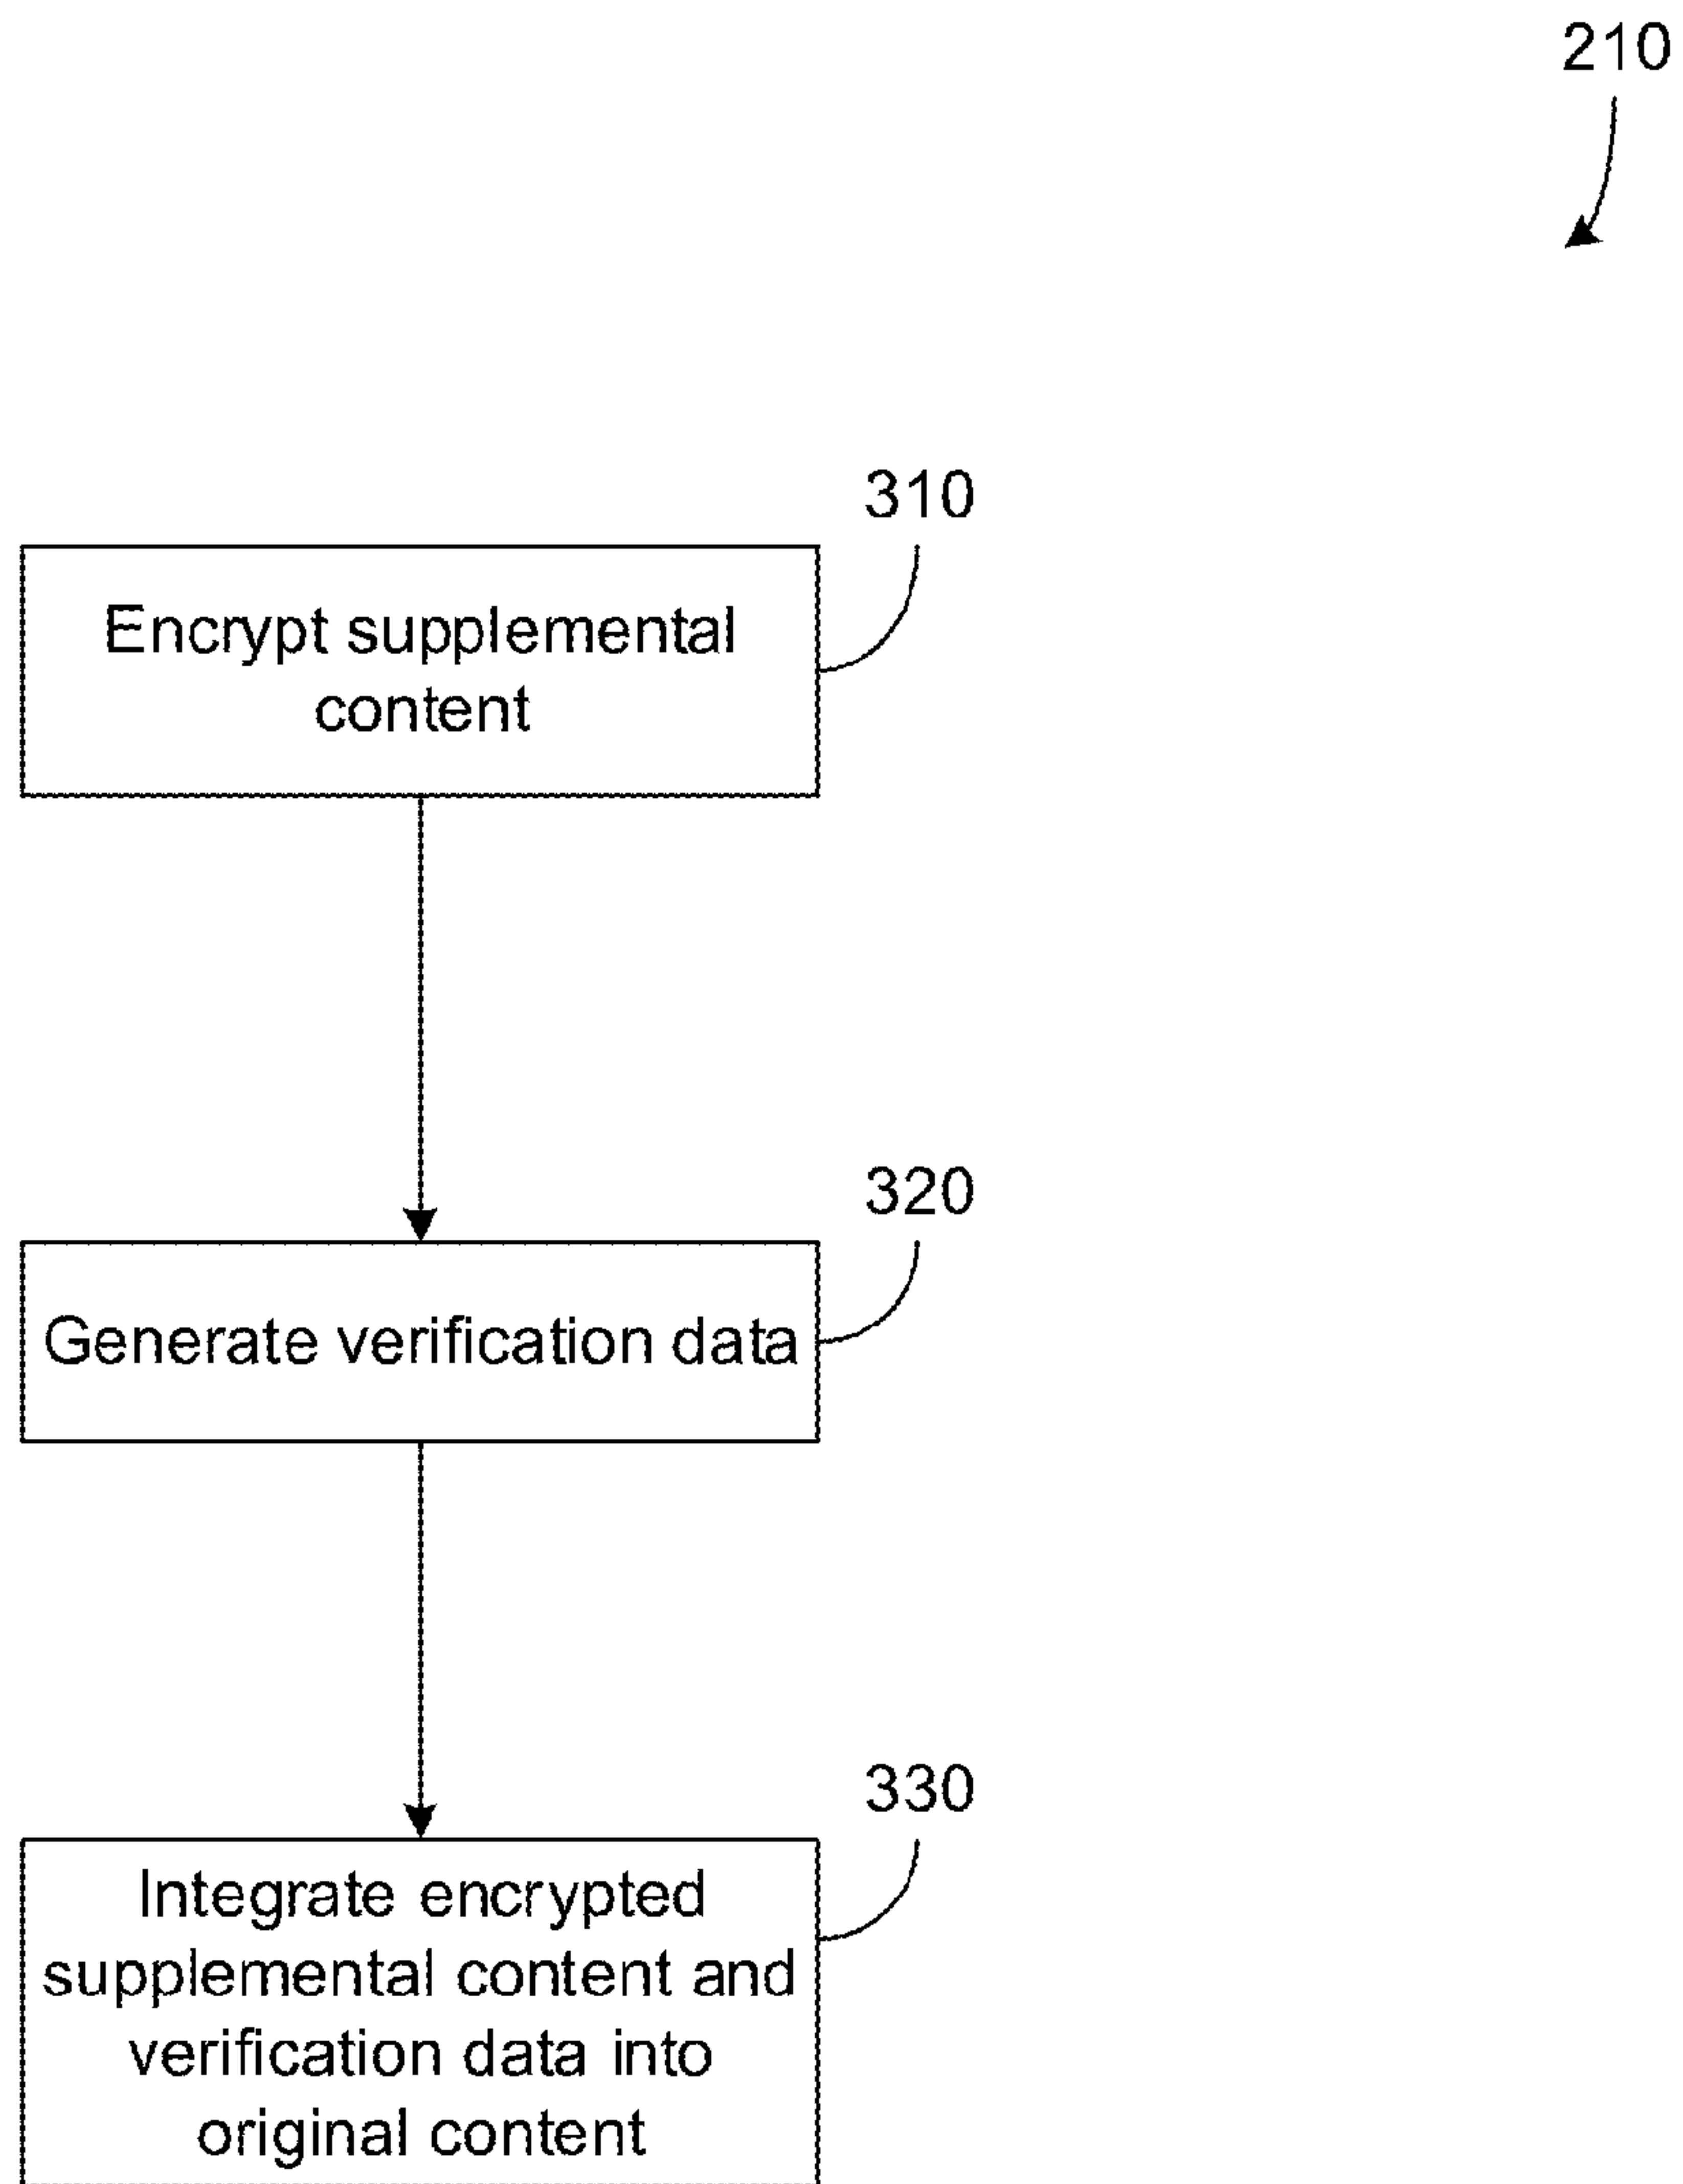 210
310
Encrypt supplemental
content
320
Generate verification data
330
Integrate encrypted
supplemental content and
verification data into
original content